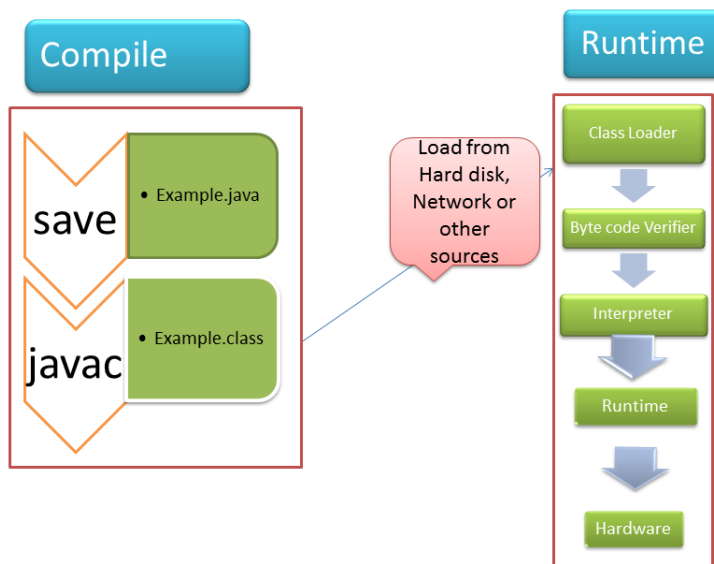 Compile
save
• Example.java
javac
• Example.class
Load from
Hard disk,
Network or
other
sources
Runtime
Class Loader
Byte code Verifier
Interpreter
Runtime
Hardware